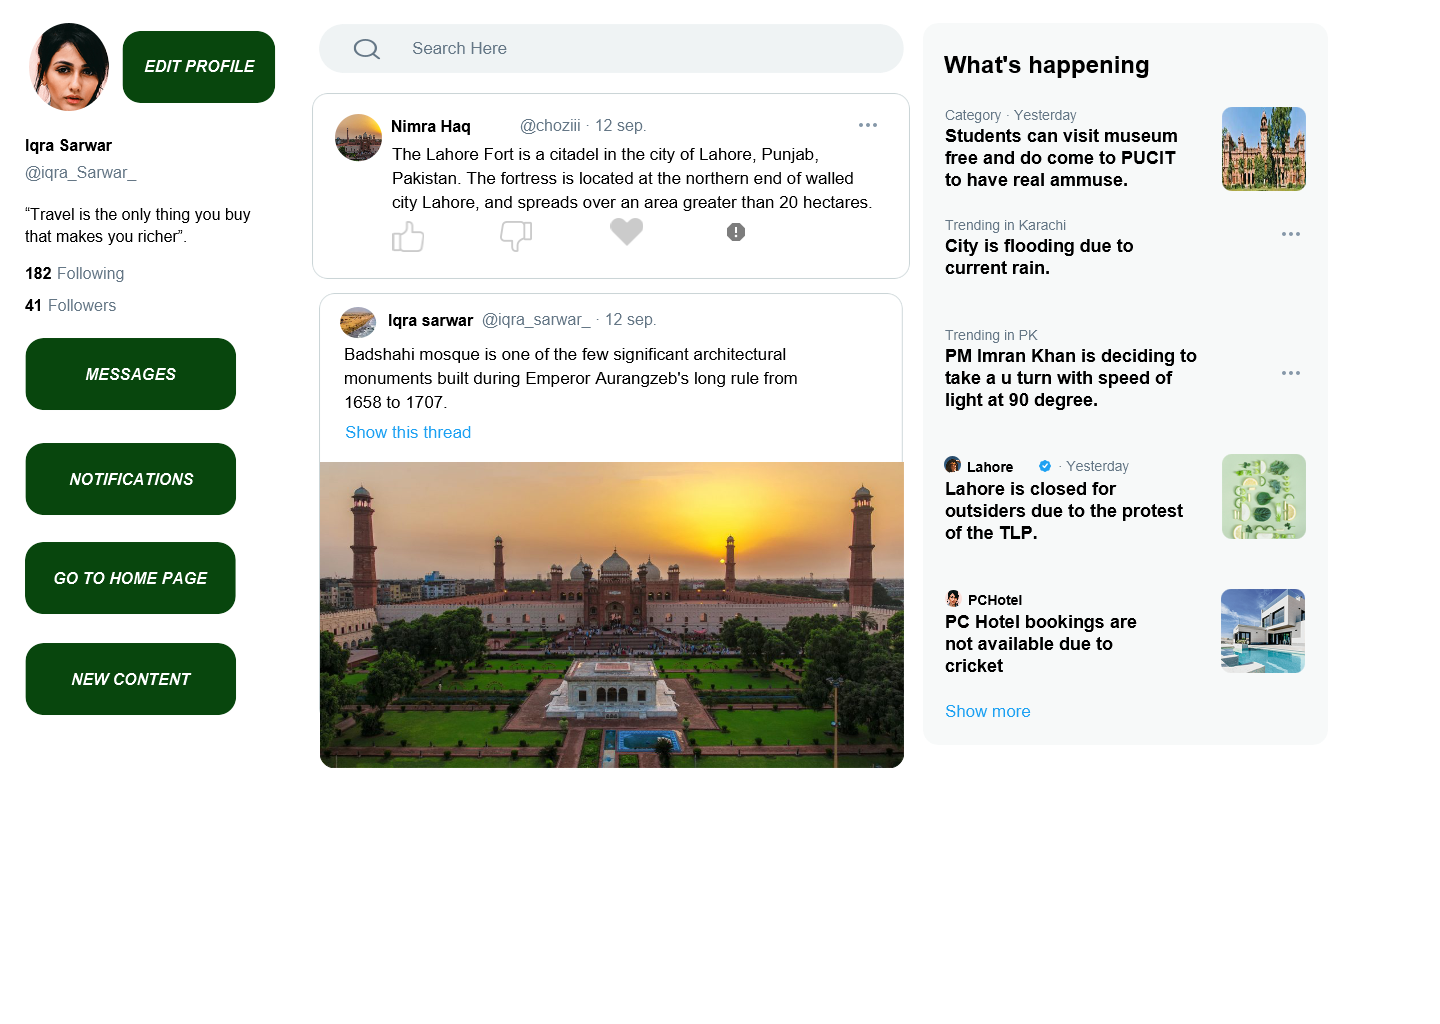 EDIT PROFILE
Iqra Sarwar
@iqra_Sarwar_
“Travel is the only thing you buy
that makes you richer”.
182 Following
41 Followers
MESSAGES
NOTIFICATIONS
GO TO HOME PAGE
NEW CONTENT
Search Here
Nimra Haq @choziii · 12 sep.
The Lahore Fort is a citadel in the city of Lahore, Punjab,
Pakistan. The fortress is located at the northern end of walled
city Lahore, and spreads over an area greater than 20 hectares.
Iqra sarwar @iqra_sarwar_ · 12 sep.
Badshahi mosque is one of the few significant architectural
monuments built during Emperor Aurangzeb's long rule from
1658 to 1707.
Show this thread
What's happening
Category · Yesterday
Students can visit museum
free and do come to PUCIT
to have real ammuse.
Trending in Karachi
City is flooding due to
current rain.
Trending in PK
PM Imran Khan is deciding to
take a u turn with speed of
light at 90 degree.
Lahore · Yesterday
Lahore is closed for
outsiders due to the protest
of the TLP.
PCHotel
PC Hotel bookings are
not available due to
cricket
Show more